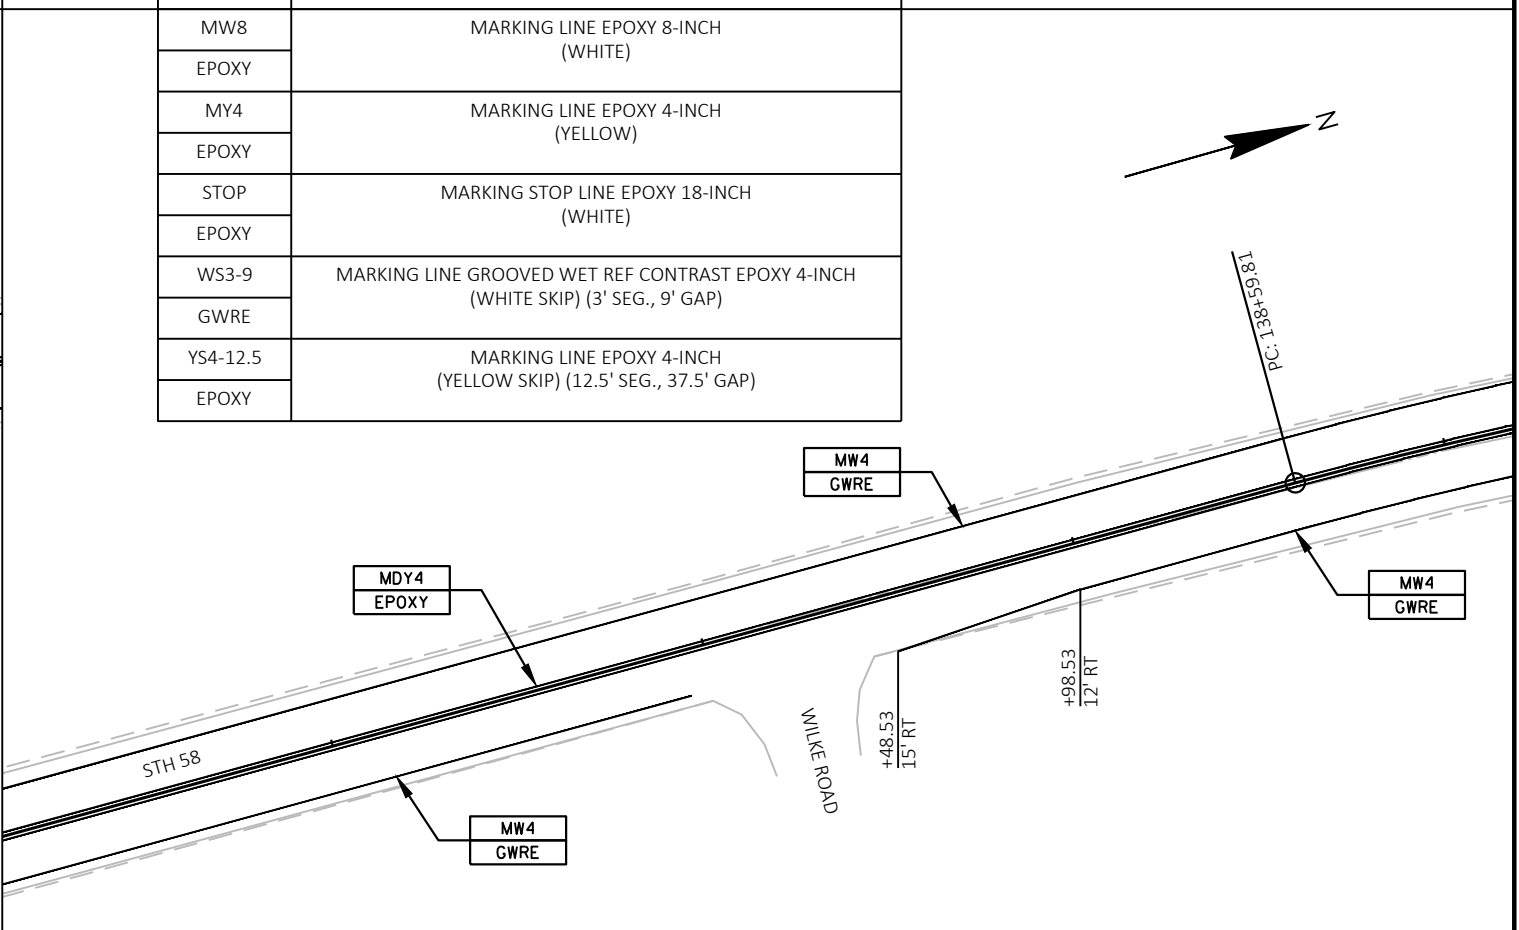 MW8
EPOXY
MARKING LINE EPOXY 8-INCH
(WHITE)
MY4
EPOXY
MARKING LINE EPOXY 4-INCH
(YELLOW)
STOP
EPOXY
MARKING STOP LINE EPOXY 18-INCH
(WHITE)
WS3-9
GWRE
MARKING LINE GROOVED WET REF CONTRAST EPOXY 4-INCH
(WHITE SKIP) (3' SEG., 9' GAP)
YS4-12.5
EPOXY
MARKING LINE EPOXY 4-INCH
(YELLOW SKIP) (12.5' SEG., 37.5' GAP)
N
PC: 138+59.81
MW4
GWRE
MDY4
EPOXY
MW4
GWRE
+98.53
12' RT
+48.53
15' RT
WILKE ROAD
STH 58
MW4
GWRE